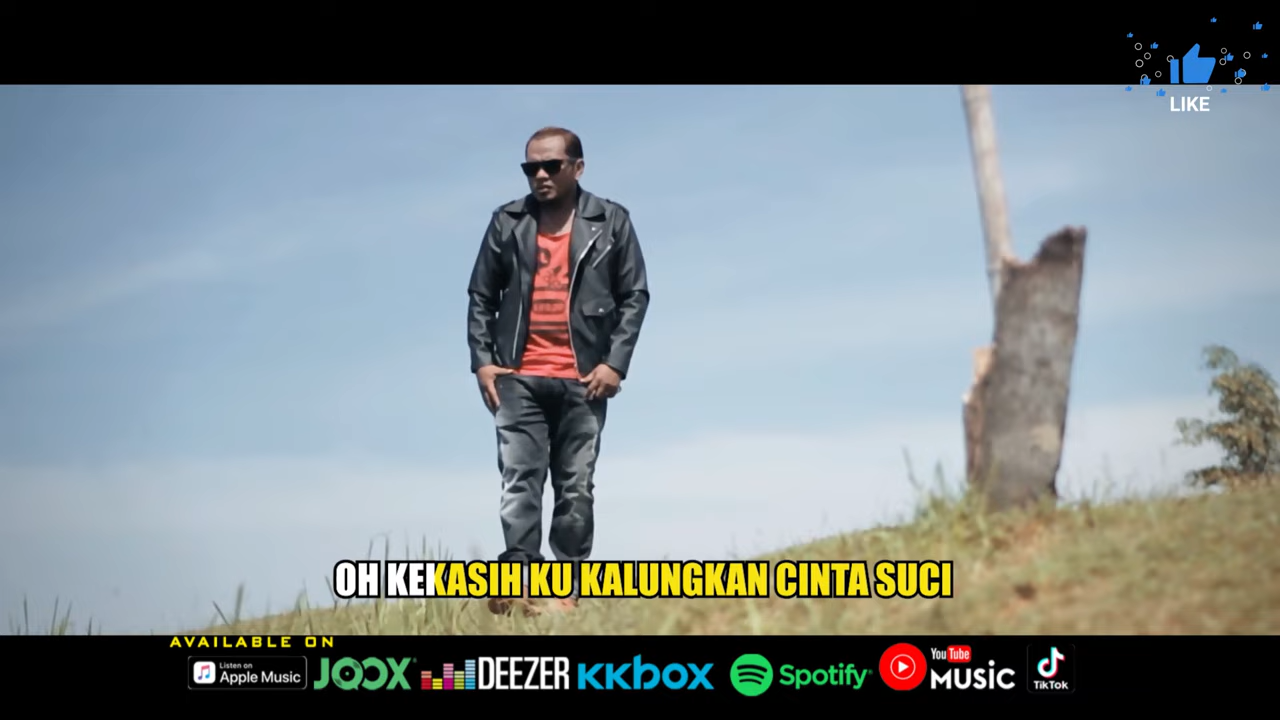 LIKE
OH KEKASIH KU KALUNGKAN CINTA SUCI
AVAILABLE ON
Listen on
Apple Music
JOOX
DEEZER
KKBOX
Spotify
YouTube
MUSIC
TikTok